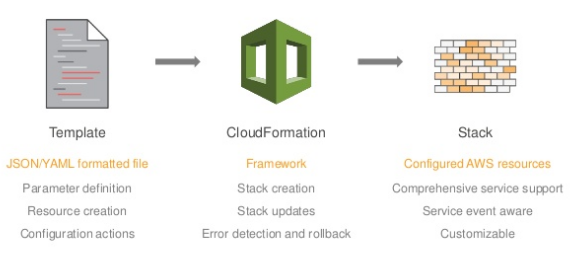 Template
CloudFormation
Stack
JSON/YAML formatted file
Framework
Configured AWS resources
Parameter definition
Stack creation
Comprehensive service support
Resource creation
Stack updates
Service event aware
Configuration actions
Error detection and rollback
Customizable